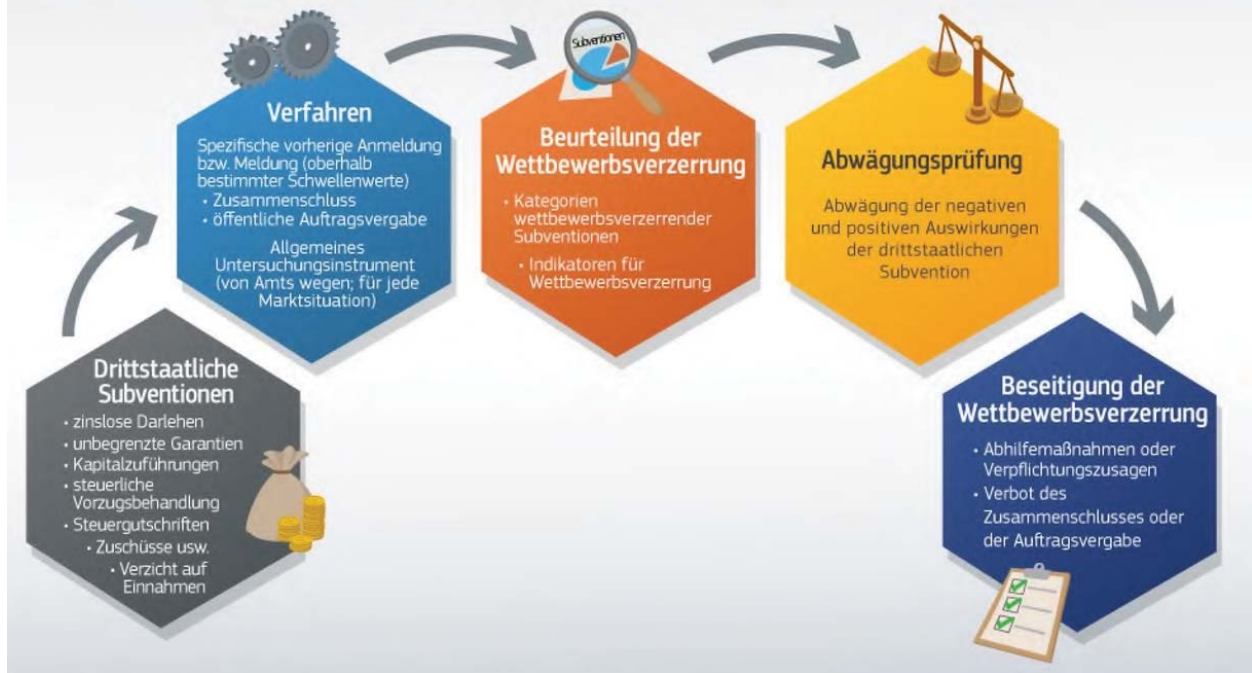 Drittstaatliche
Subventionen
• zinslose Darlehen
• unbegrenzte Garantien
• Kapitalzuführungen
• steuerliche
Vorzugsbehandlung
• Steuergutschriften
• Zuschüsse usw.
• Verzicht auf
Einnahmen
Verfahren
Spezifische vorherige Anmeldung
bzw. Meldung (oberhalb
bestimmter Schwellenwerte)
• Zusammenschluss
• öffentliche Auftragsvergabe
Allgemeines
Untersuchungsinstrument
(von Amts wegen; für jede
Marktsituation)
Subventionen
Beurteilung der
Wettbewerbsverzerrung
• Kategorien
wettbewerbsverzerrender
Subventionen
• Indikatoren für
Wettbewerbsverzerrung
Abwägungsprüfung
Abwägung der negativen
und positiven Auswirkungen
der drittstaatlichen
Subvention
Beseitigung der
Wettbewerbsverzerrung
• Abhilfemaßnahmen oder
Verpflichtungszusagen
• Verbot des
Zusammenschlusses oder
der Auftragsvergabe